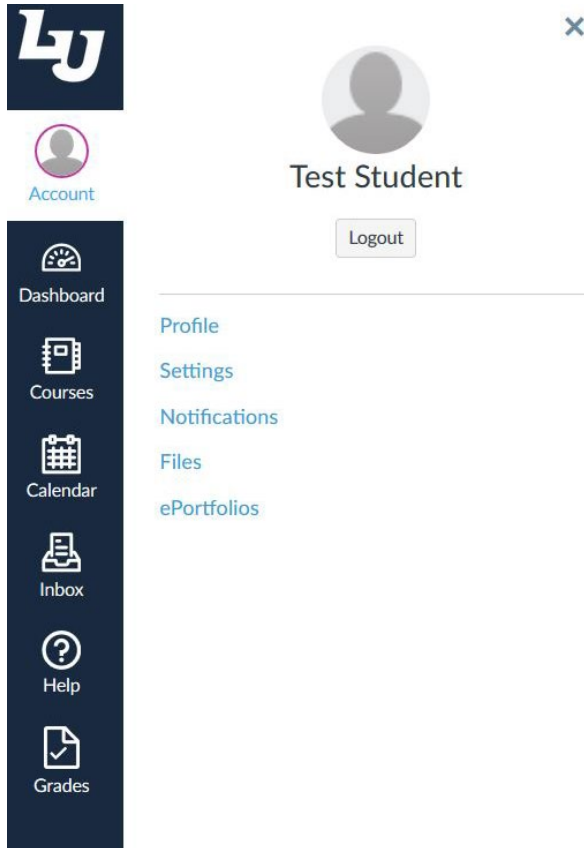 LU
Account
Dashboard
Courses
Calendar
Inbox
Help
Grades
Test Student
Logout
Profile
Settings
Notifications
Files
ePortfolios